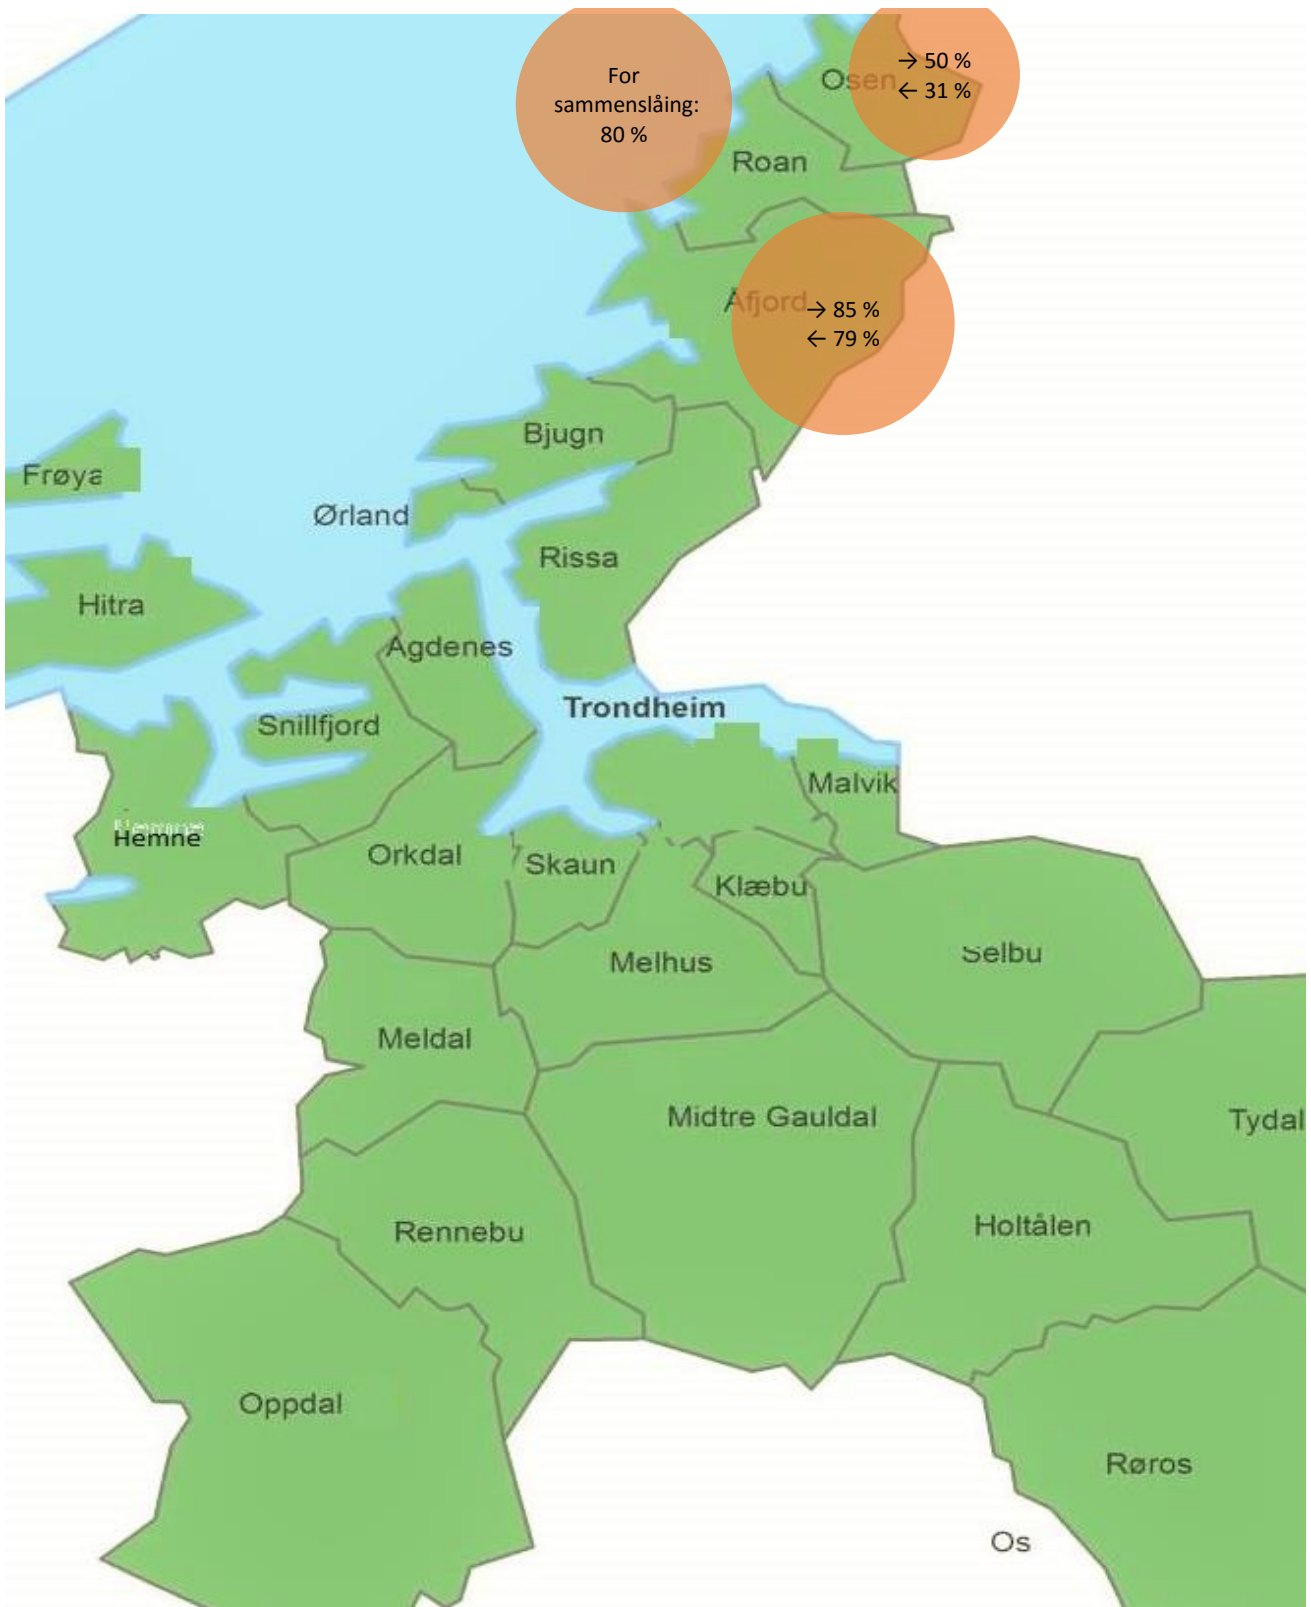 For
sammenslåing:
80 %
Osen
→ 50 %
← 31 %
Roan
Åfjord
→ 85 %
← 79 %
Bjugn
Frøya
Ørland
Rissa
Hitra
Agdenes
Trondheim
Snillfjord
Malvik
Hemne
Orkdal
Skaun
Klæbu
Selbu
Melhus
Meldal
Midtre Gauldal
Tydal
Holtålen
Rennebu
Oppdal
Røros
Os